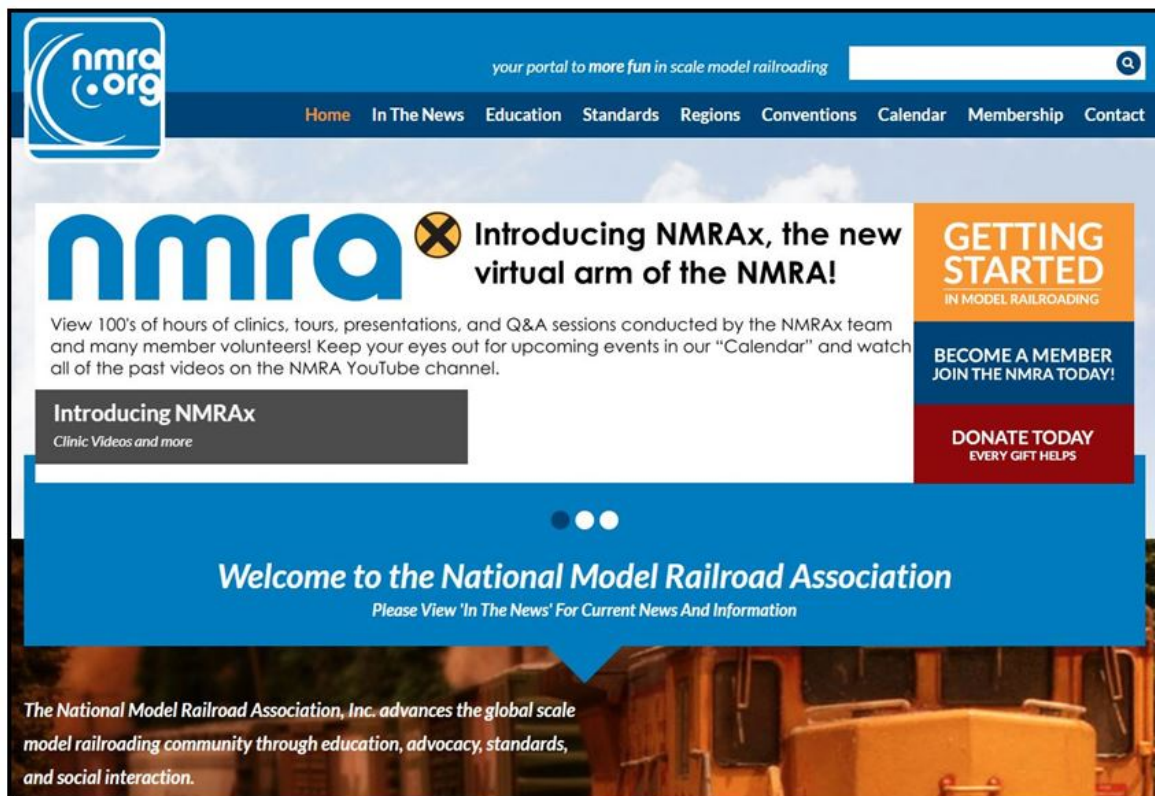 nmra
.org
your portal to more fun in scale model railroading
Home In The News Education Standards Regions Conventions Calendar Membership Contact
nmra
Introducing NMRAx, the new
virtual arm of the NMRA!
View 100's of hours of clinics, tours, presentations, and Q&A sessions conducted by the NMRAx team
and many member volunteers! Keep your eyes out for upcoming events in our “Calendar” and watch
all of the past videos on the NMRA YouTube channel.
Introducing NMRAx
Clinic Videos and more
GETTING
STARTED
IN MODEL RAILROADING
BECOME A MEMBER
JOIN THE NMRA TODAY!
DONATE TODAY
EVERY GIFT HELPS
Welcome to the National Model Railroad Association
Please View 'In The News' For Current News And Information
The National Model Railroad Association, Inc. advances the global scale
model railroading community through education, advocacy, standards,
and social interaction.